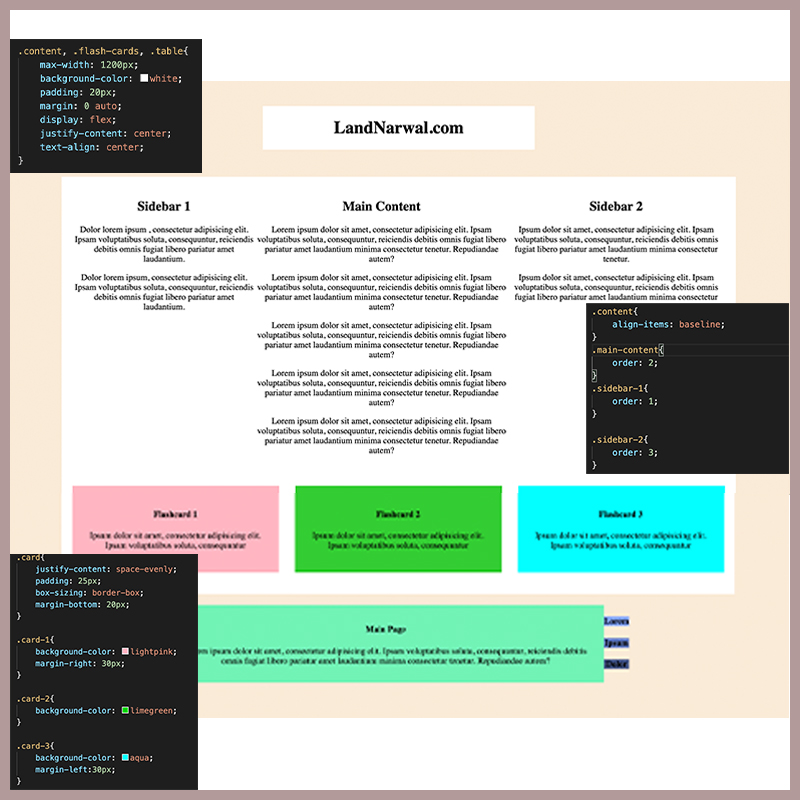 .content, .flash-cards, .table{
max-width: 1200px;
background-color: white;
padding: 20px;
margin: 0 auto;
display: flex;
justify-content: center;
text-align: center;
}
LandNarwal.com
Sidebar 1
Dolor lorem ipsum , consectetur adipisicing elit.
Ipsam voluptatibus soluta, consequuntur, reiciendis
debitis omnis fugiat libero pariatur amet
laudantium.
Dolor lorem ipsum, consectetur adipisicing elit.
Ipsam voluptatibus soluta, consequuntur, reiciendis
debitis omnis fugiat libero pariatur amet
laudantium.
Main Content
Lorem ipsum dolor sit amet, consectetur adipisicing elit. Ipsam
voluptatibus soluta, consequuntur, reiciendis debitis omnis fugiat libero
pariatur amet laudantium minima consectetur tenetur. Repudiandae
autem?
Lorem ipsum dolor sit amet, consectetur adipisicing elit. Ipsam
voluptatibus soluta, consequuntur, reiciendis debitis omnis fugiat libero
pariatur amet laudantium minima consectetur tenetur. Repudiandae
autem?
Lorem ipsum dolor sit amet, consectetur adipisicing elit. Ipsam
voluptatibus soluta, consequuntur, reiciendis debitis omnis fugiat libero
pariatur amet laudantium minima consectetur tenetur. Repudiandae
autem?
Lorem ipsum dolor sit amet, consectetur adipisicing elit. Ipsam
voluptatibus soluta, consequuntur, reiciendis debitis omnis fugiat libero
pariatur amet laudantium minima consectetur tenetur. Repudiandae
autem?
Lorem ipsum dolor sit amet, consectetur adipisicing elit. Ipsam
voluptatibus soluta, consequuntur, reiciendis debitis omnis fugiat libero
pariatur amet laudantium minima consectetur tenetur. Repudiandae
autem?
Sidebar 2
Ipsum dolor sit amet, consectetur adipisicing elit.
Ipsam voluptatibus soluta, reiciendis debitis omnis
fugiat libero pariatur laudantium minima consectetur
tenetur.
Ipsum dolor sit amet, consectetur adipisicing elit.
Ipsam voluptatibus soluta, reiciendis debitis omnis
fugiat libero pariatur laudantium minima consectetur
.content{
align-items: baseline;
}
.main-content{
order: 2;
}
.sidebar-1{
order: 1;
}
.sidebar-2{
order: 3;
}
Flashcard 1
Ipsum dolor sit amet, consectetur adipisicing elit.
Ipsam voluptatibus soluta, consequuntur
Flashcard 2
Ipsum dolor sit amet, consectetur adipisicing elit.
Ipsam voluptatibus soluta, consequuntur
Flashcard 3
Ipsum dolor sit amet, consectetur adipisicing elit.
Ipsam voluptatibus soluta, consequuntur
.card{
justify-content: space-evenly;
padding: 25px;
box-sizing: border-box;
margin-bottom: 20px;
}
.card-1{
background-color: lightpink;
margin-right: 30px;
}
.card-2{
background-color: limegreen;
}
.card-3{
background-color: aqua;
margin-left:30px;
}
Main Page
dolor sit amet, consectetur adipisicing elit. Ipsam voluptatibus soluta, consequuntur, reiciendis debitis
omnis fugiat libero pariatur amet laudantium minima consectetur tenetur. Repudiandae autem?
Lorem
Ipsum
Dolor